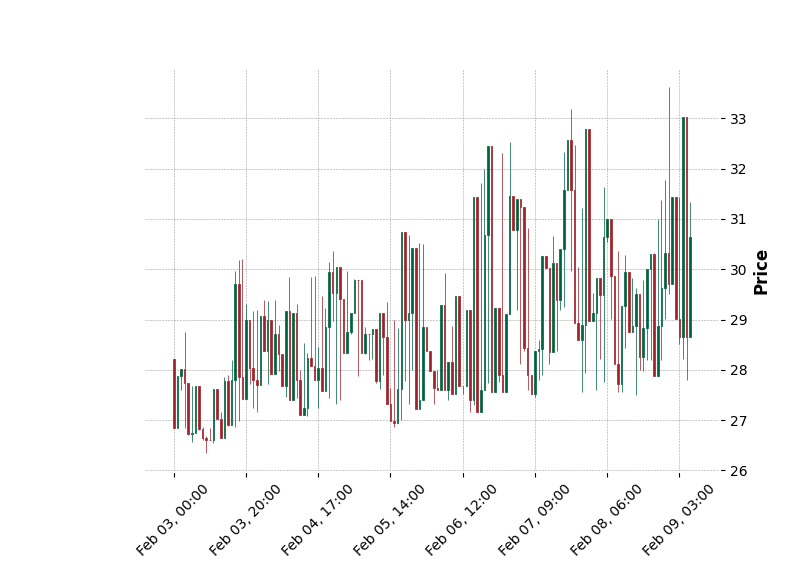 33
32
31
30
29
28
27
26
Price
Feb 03, 00:00
Feb 03, 20:00
Feb 04, 17:00
Feb 05, 14:00
Feb 06, 12:00
Feb 07, 09:00
Feb 08, 06:00
Feb 09, 03:00